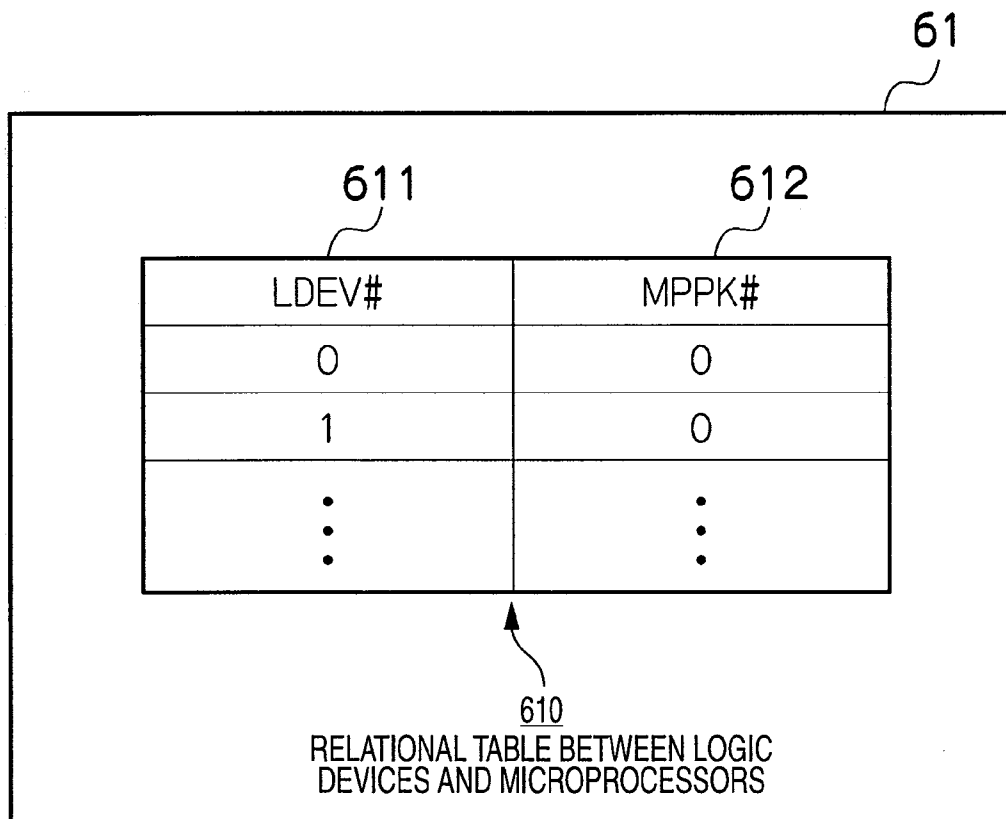 61
611 612
LDEV# MPPK#
0 0
1 0
610
RELATIONAL TABLE BETWEEN LOGIC
DEVICES AND MICROPROCESSORS